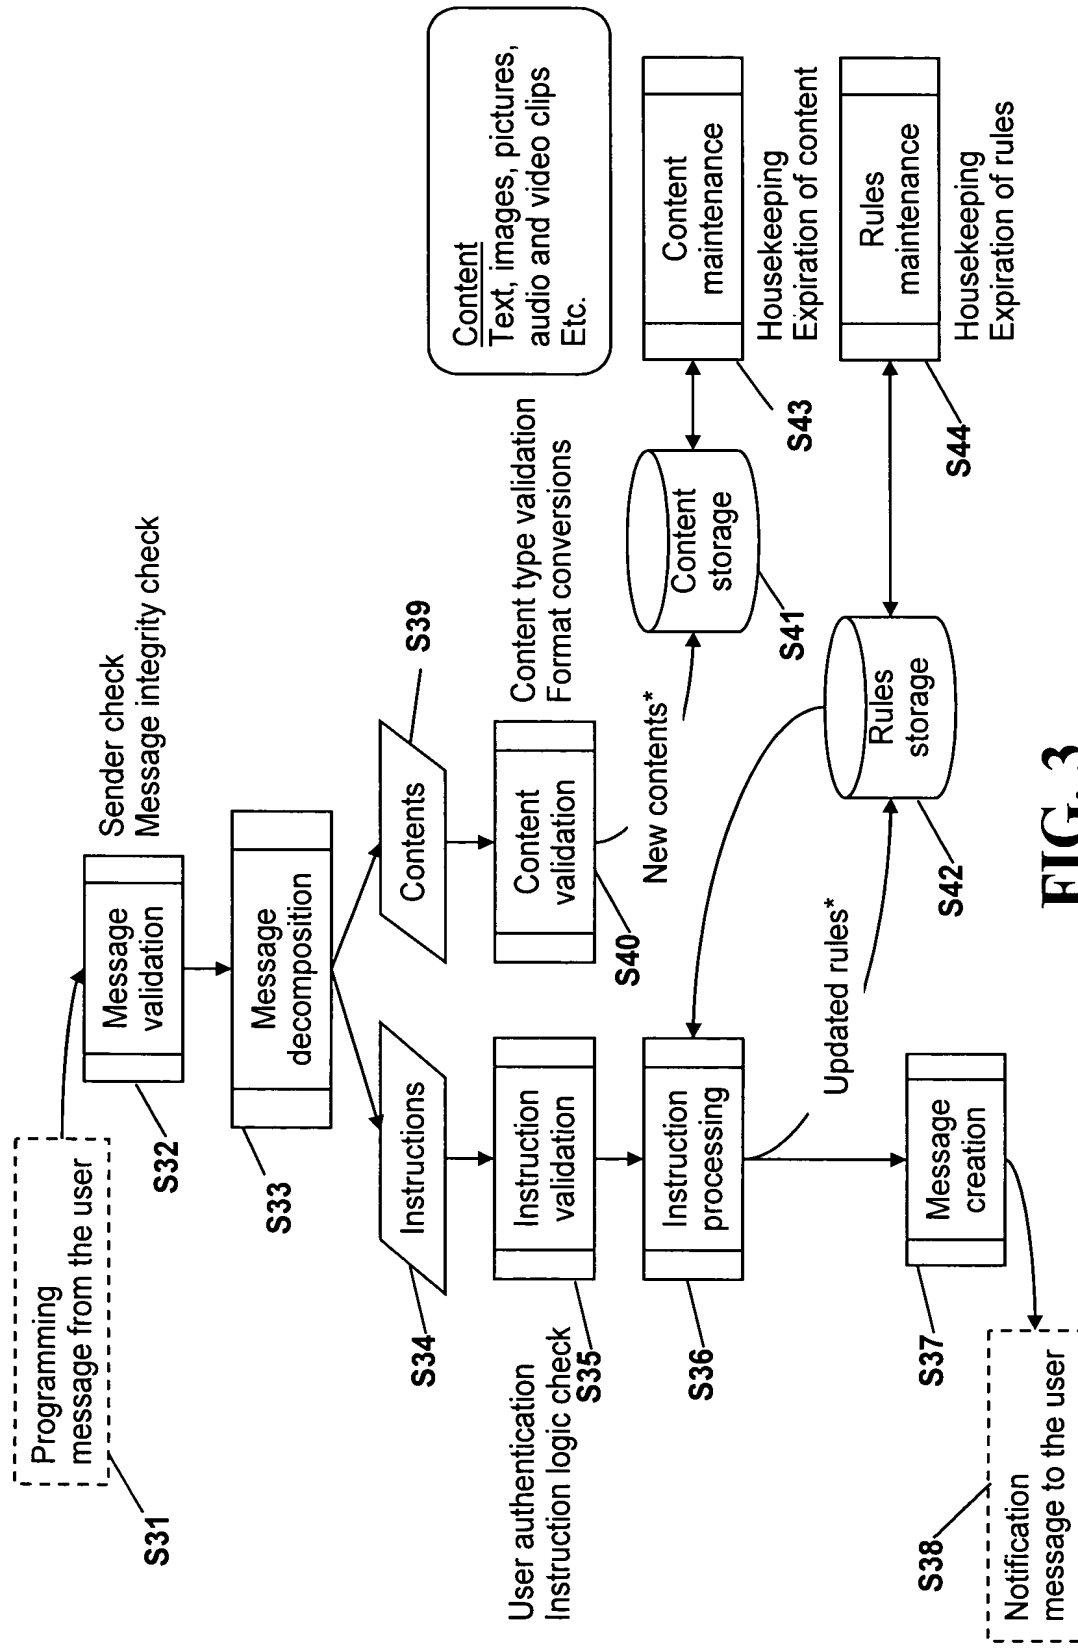 Programming
message from the user
S31
Sender check
Message integrity check
Message
validation
S32
Message
decomposition
S33
Instructions
S34
Contents
S39
User authentication
Instruction logic check
Instruction
validation
S35
Content
validation
S40
Content type validation
Format conversions
Content
Text, images, pictures,
audio and video clips
Etc.
Instruction
processing
S36
New contents*
Content
storage
S41
Content
maintenance
S43
Housekeeping
Expiration of content
Updated rules*
Rules
storage
S42
Rules
maintenance
S44
Housekeeping
Expiration of rules
Message
creation
S37
Notification
message to the user
S38
FIG. 3